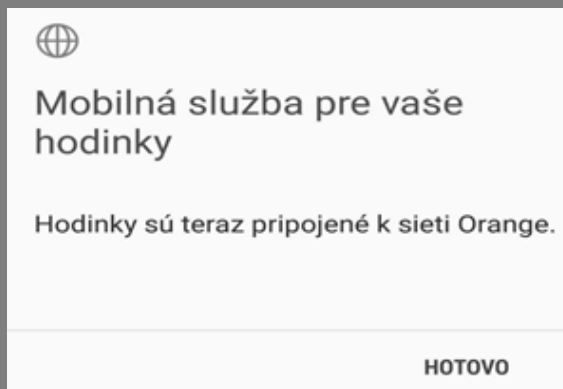 Mobilná služba pre vaše
hodinky
Hodinky sú teraz pripojené k sieti Orange.
HOTOVO